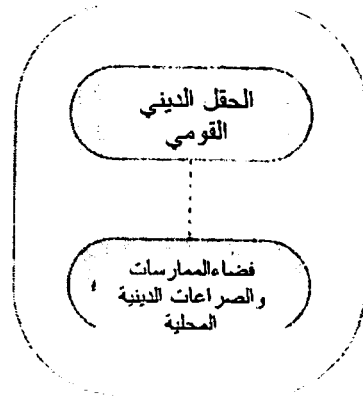 الحقل الديني
القومي
فضاءالممارسات
والصراعات الدينية
المحلية